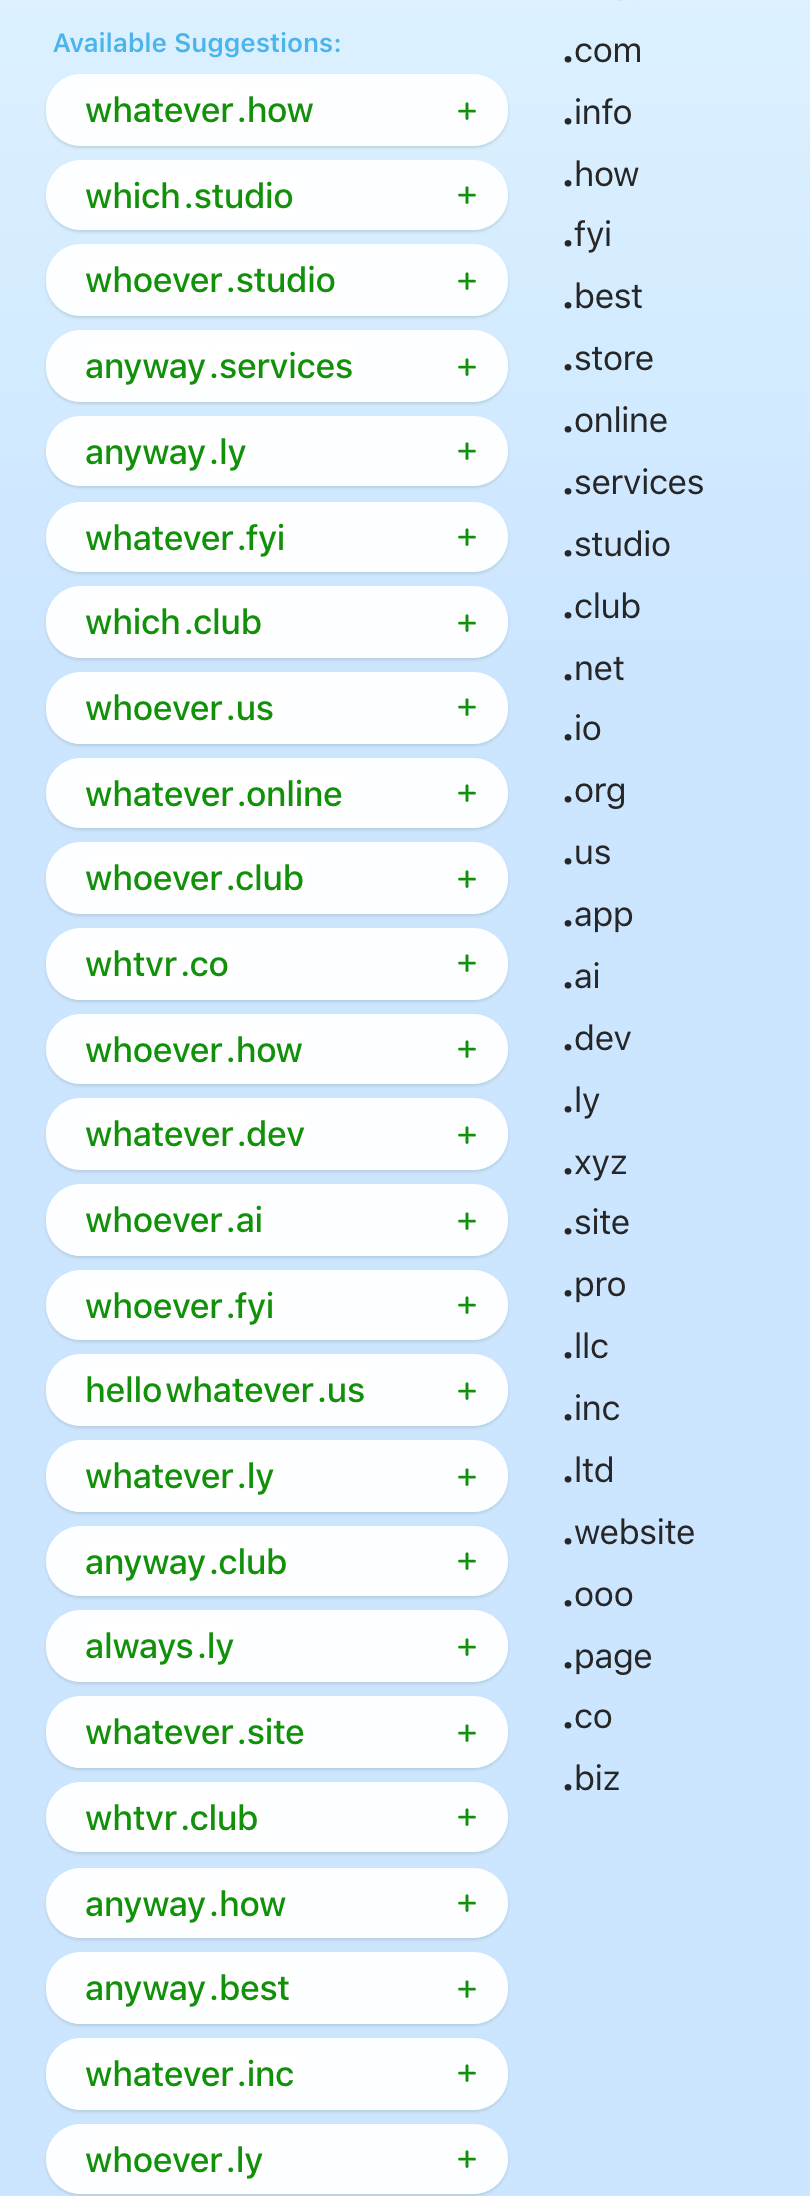 Available Suggestions:
whatever.how +
which.studio +
whoever.studio +
anyway.services +
anyway.ly +
whatever.fyi +
which.club +
whoever.us +
whatever.online +
whoever.club +
whtvr.co +
whoever.how +
whatever.dev +
whoever.ai +
whoever.fyi +
hellowhatever.us +
whatever.ly +
anyway.club +
always.ly +
whatever.site +
whtvr.club +
anyway.how +
anyway.best +
whatever.inc +
whoever.ly +
.com
.info
.how
.fyi
.best
.store
.online
.services
.studio
.club
.net
.io
.org
.us
.app
.ai
.dev
.ly
.xyz
.site
.pro
.llc
.inc
.ltd
.website
.ooo
.page
.co
.biz